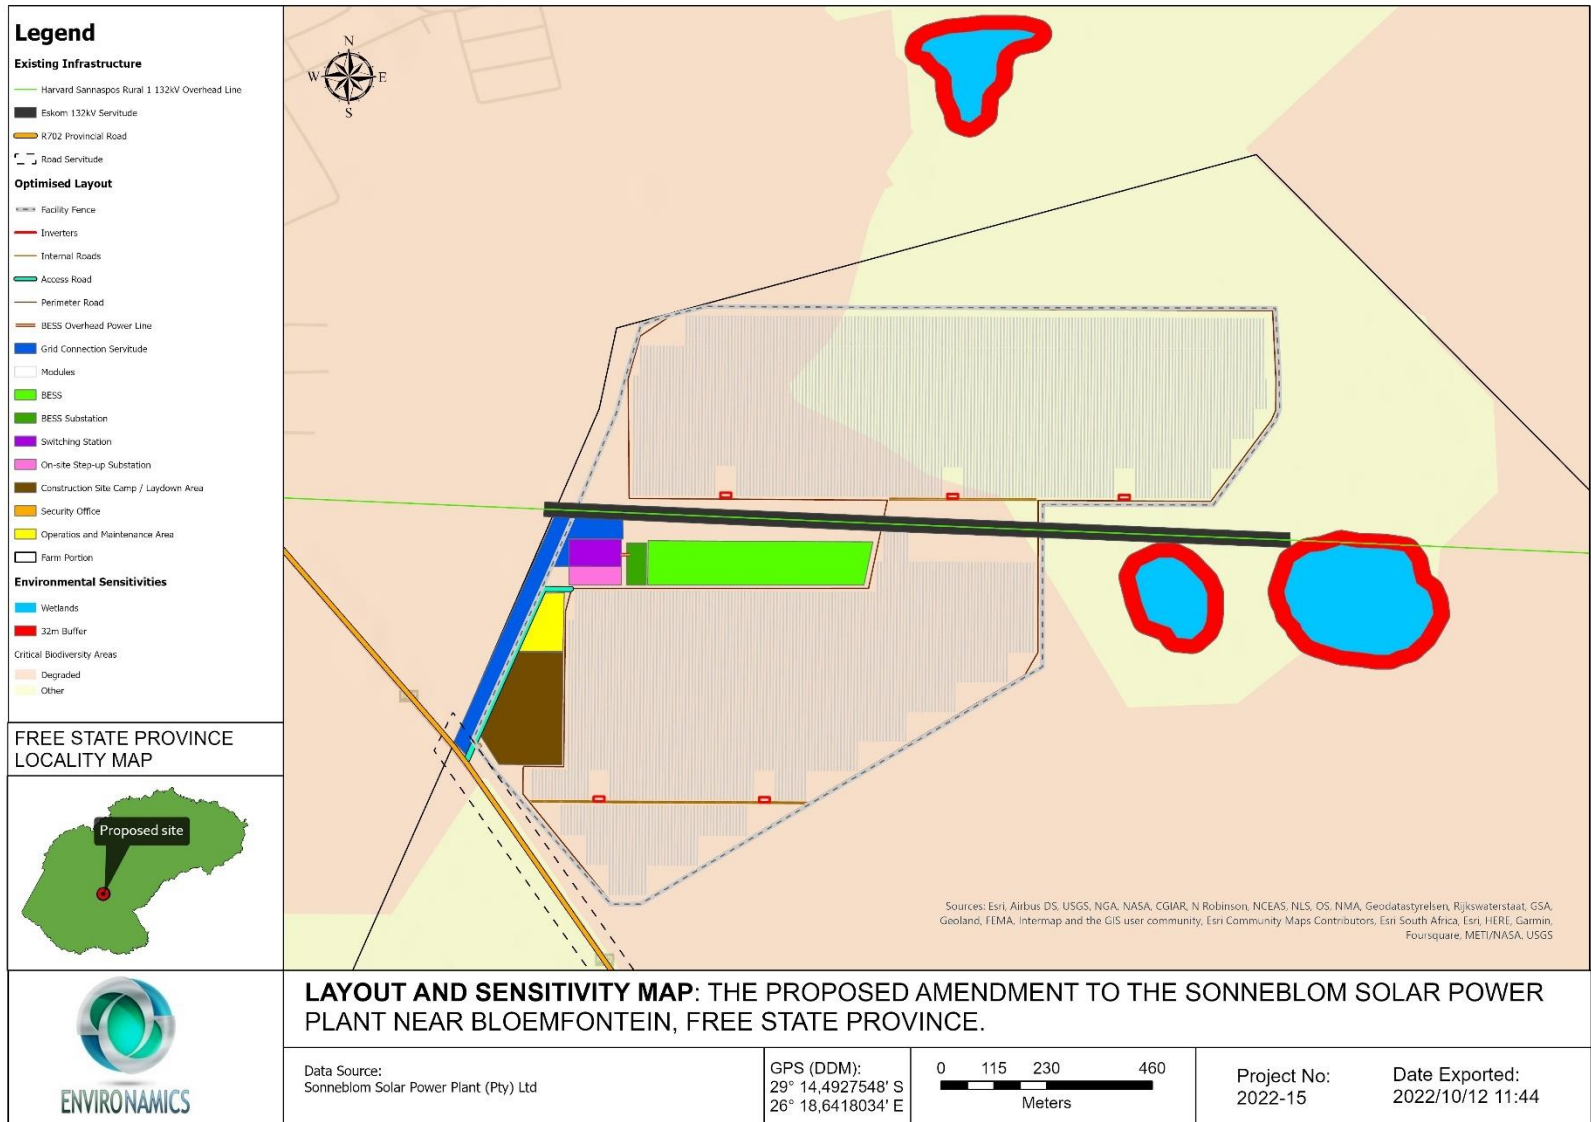 Legend
Existing Infrastructure
Harvard Sannaspos Rural 1 132kV Overhead Line
Eskom 132kV Servitude
R702 Provincial Road
Road Servitude
Optimised Layout
Facility Fence
Inverters
Internal Roads
Access Road
Perimeter Road
BESS Overhead Power Line
Grid Connection Servitude
Modules
BESS
BESS Substation
Switching Station
On-site Step-up Substation
Construction Site Camp / Laydown Area
Security Office
Operatios and Maintenance Area
Farm Portion
Environmental Sensitivities
Wetlands
32m Buffer
Critical Biodiversity Areas
Degraded
Other
FREE STATE PROVINCE
LOCALITY MAP
Proposed site
ENVIRONAMICS
N
W E
S
Sources: Esri, Airbus DS, USGS, NGA, NASA, CGIAR, N Robinson, NCEAS, NLS, OS, NMA, Geodatastyrelsen, Rijkswaterstaat, GSA,
Geoland, FEMA, Intermap and the GIS user community, Esri Community Maps Contributors, Esri South Africa, Esri, HERE, Garmin,
Foursquare, METI/NASA, USGS
LAYOUT AND SENSITIVITY MAP: THE PROPOSED AMENDMENT TO THE SONNEBLOM SOLAR POWER
PLANT NEAR BLOEMFONTEIN, FREE STATE PROVINCE.
Data Source:
Sonneblom Solar Power Plant (Pty) Ltd
GPS (DDM):
29° 14,4927548' S
26° 18,6418034' E
0 115 230 460
Meters
Project No:
2022-15
Date Exported:
2022/10/12 11:44